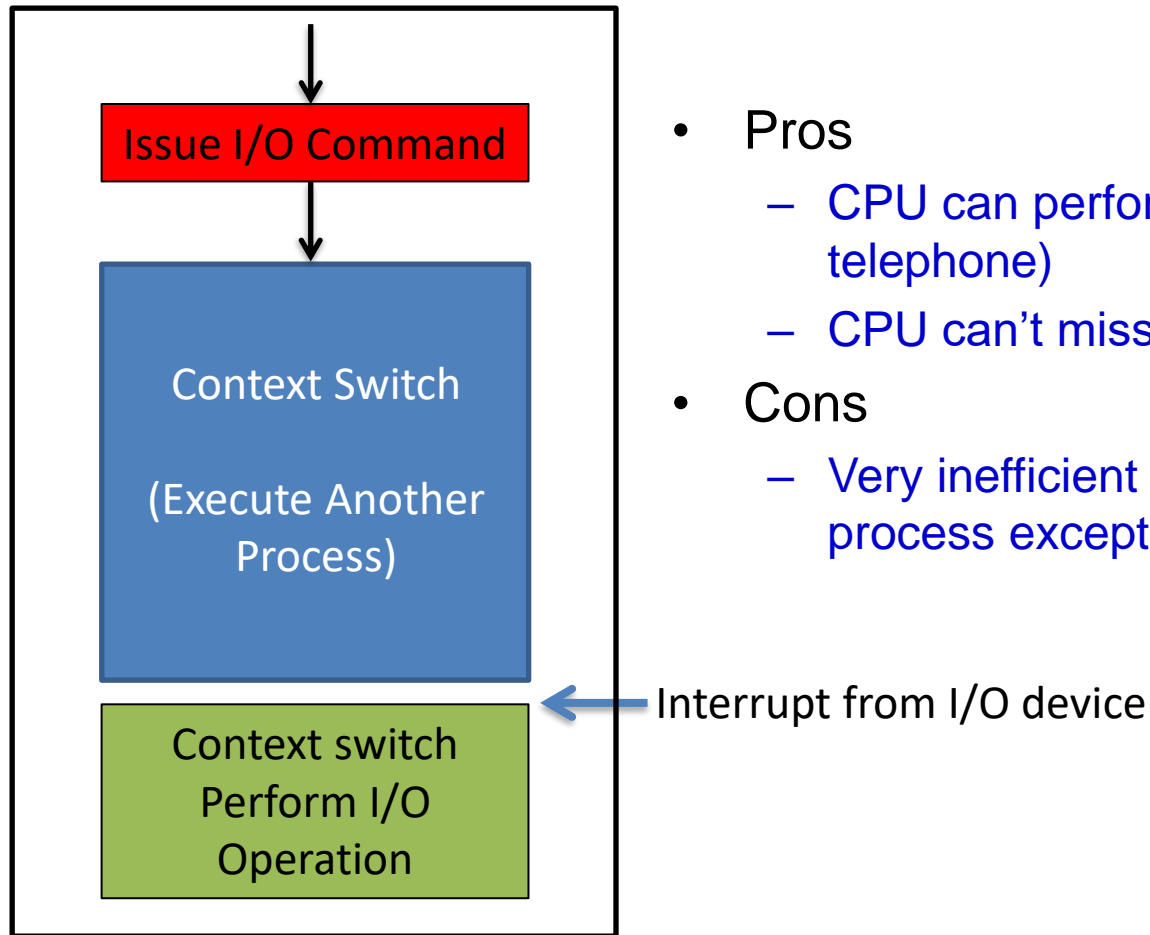 Issue I/O Command
Context Switch
(Execute Another
Process)
Context switch
Perform I/O
Operation
• Pros
– CPU can perfor
telephone)
– CPU can't miss
• Cons
– Very inefficient
process except
Interrupt from I/O device